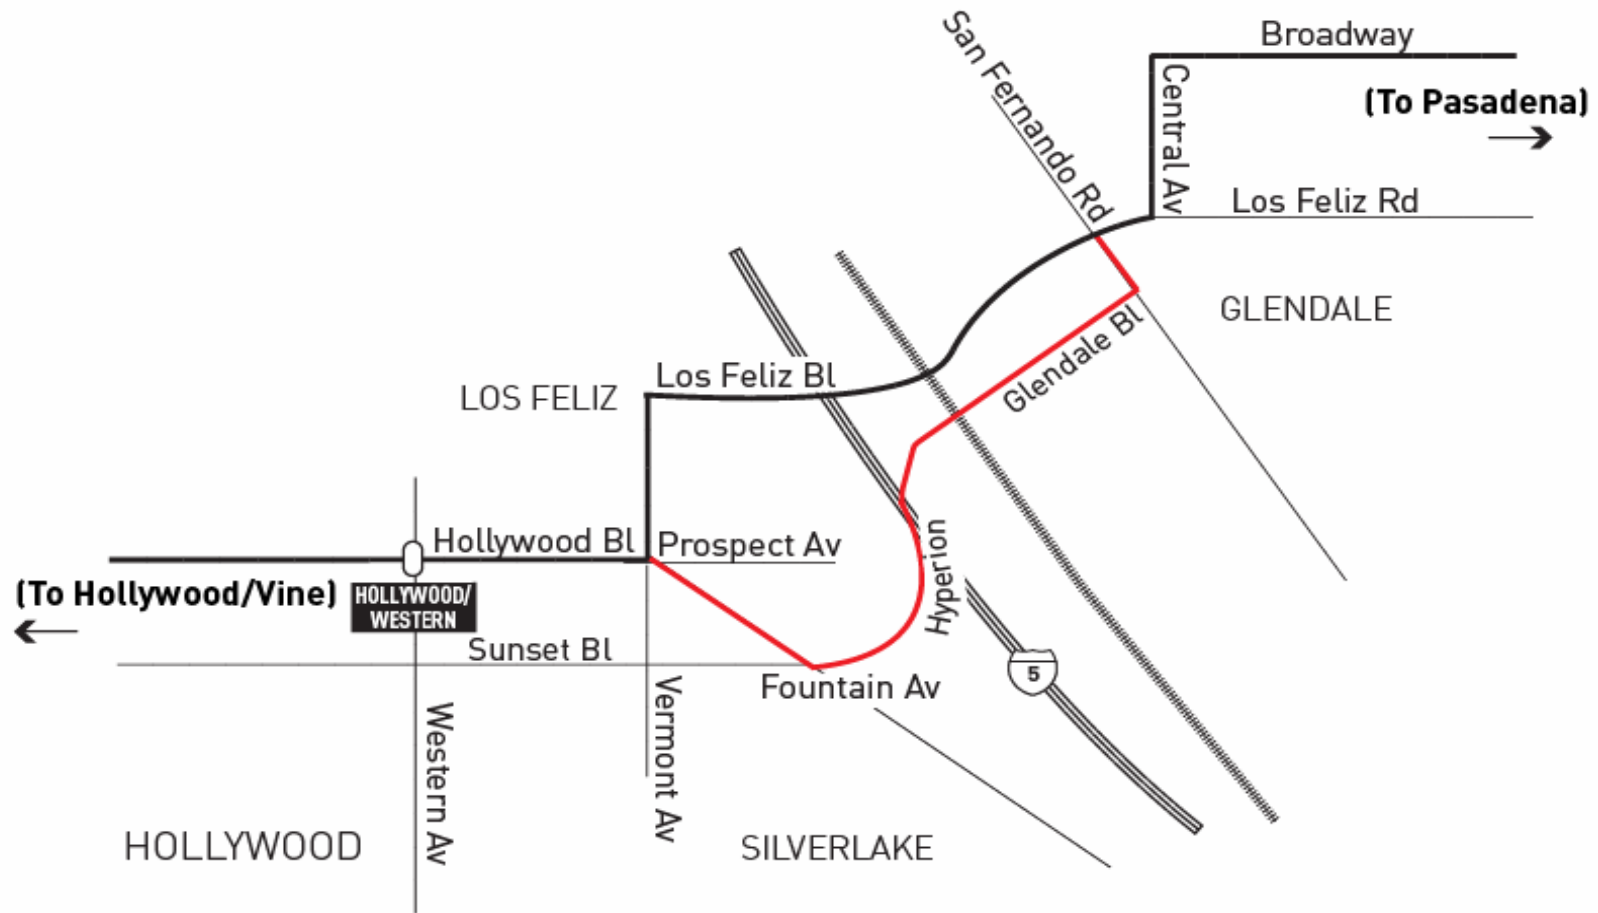 San Fernando Rd
Broadway
Central Av
(To Pasadena)
Los Feliz Rd
GLENDALE
Glendale Bl
Los Feliz Bl
LOS FELIZ
Hollywood Bl
Prospect Av
Hyperion
(To Hollywood/Vine)
HOLLYWOOD/
WESTERN
Sunset Bl
Fountain Av
5
Western Av
Vermont Av
HOLLYWOOD
SILVERLAKE